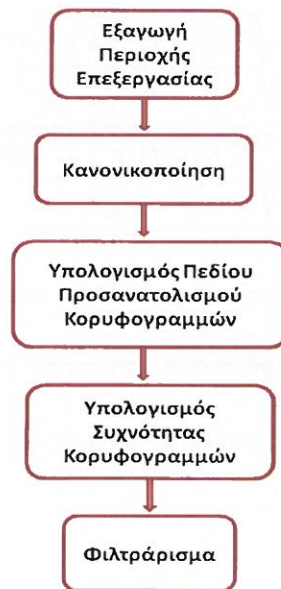 Εξαγωγή
Περιοχής
Επεξεργασίας
Κανονικοποίηση
Υπολογισμός Πεδίου
Προσανατολισμού
Κορυφογραμμών
Υπολογισμός
Συχνότητας
Κορυφογραμμών
Φιλτράρισμα